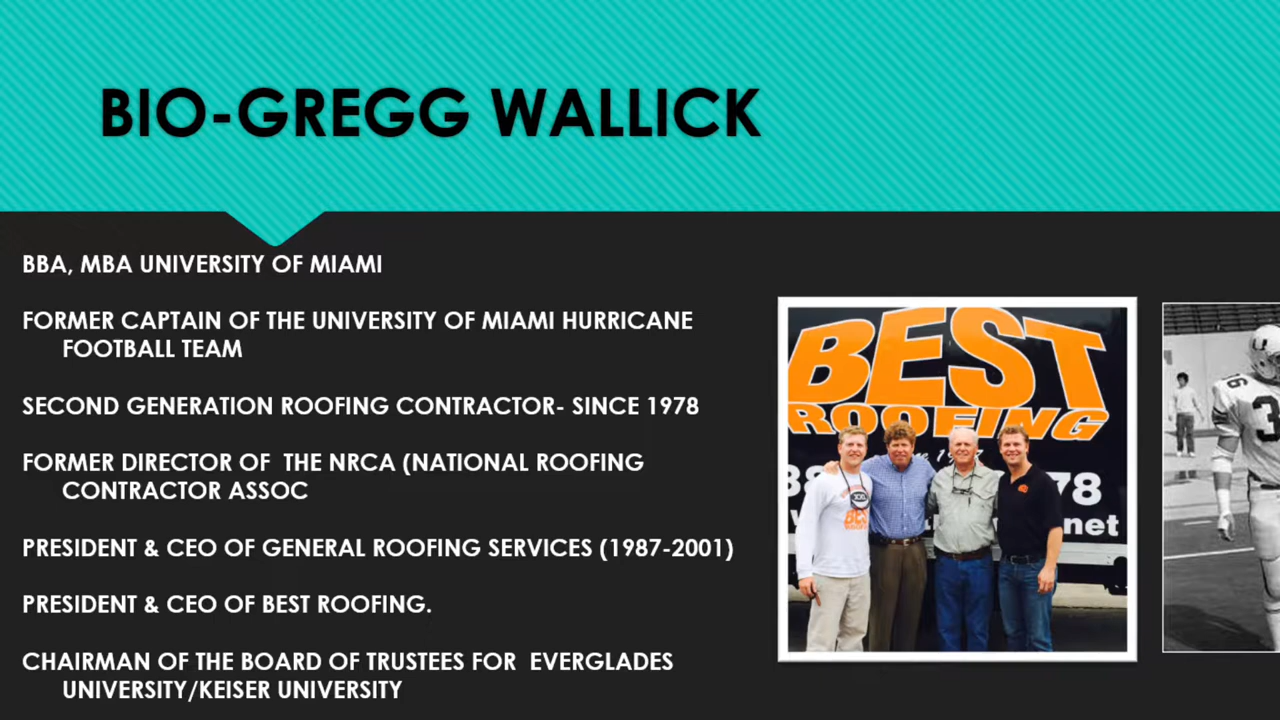 BIO-GREGG WALLICK
BBA, MBA UNIVERSITY OF MIAMI
FORMER CAPTAIN OF THE UNIVERSITY OF MIAMI HURRICANE
FOOTBALL TEAM
SECOND GENERATION ROOFING CONTRACTOR- SINCE 1978
FORMER DIRECTOR OF THE NRCA (NATIONAL ROOFING
CONTRACTOR ASSOC
PRESIDENT & CEO OF GENERAL ROOFING SERVICES (1987-2001)
PRESIDENT & CEO OF BEST ROOFING.
CHAIRMAN OF THE BOARD OF TRUSTEES FOR EVERGLADES
UNIVERSITY/KEISER UNIVERSITY
BEST
ROOFING
78
net
BEST
U
3